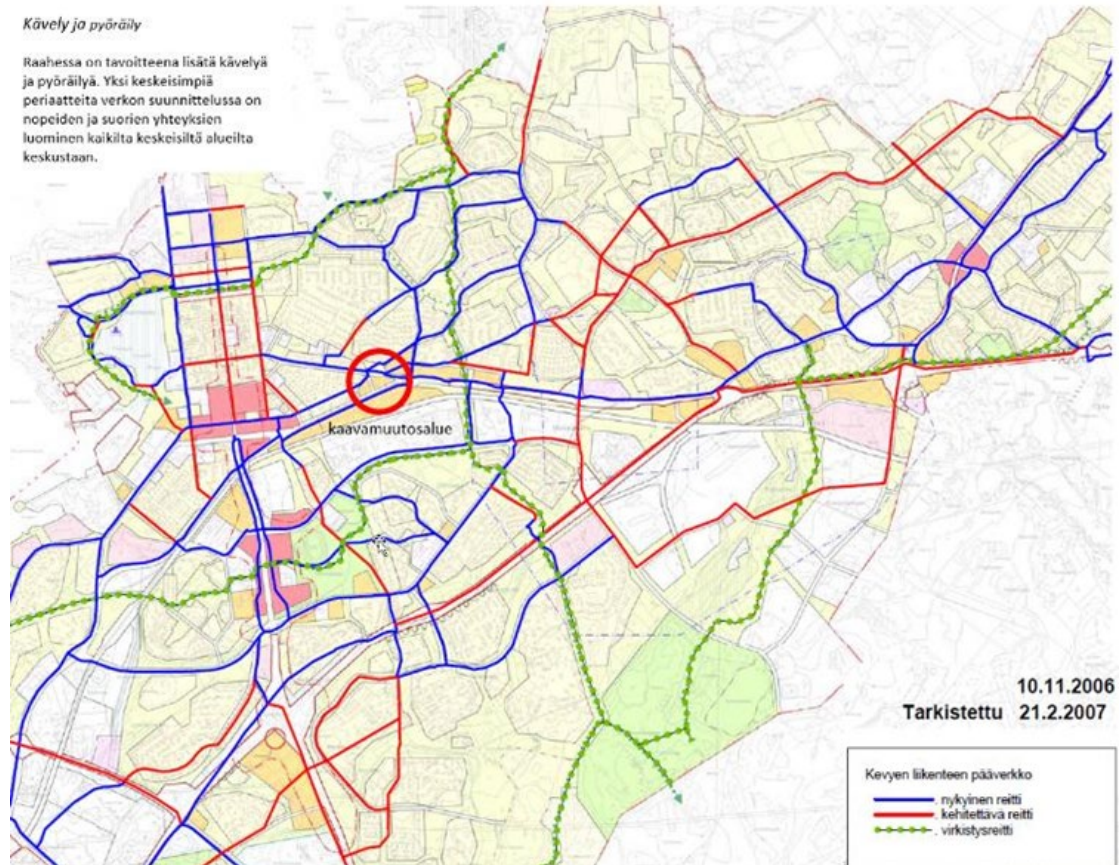 Kävely ja pyöräily
Raahessa on tavoitteena lisätä kävelyä
ja pyöräilyä. Yksi keskeisimpiä
periaatteita verkon suunnittelussa on
nopeiden ja suorien yhteyksien
luominen kaikilta keskeisiltä alueilta
keskustaan.
kaavamuutosalue
10.11.2006
Tarkistettu 21.2.2007
Kevyen liikenteen pääverkko
nykyinen reitti
kehitettävä reitti
virkistysreitti